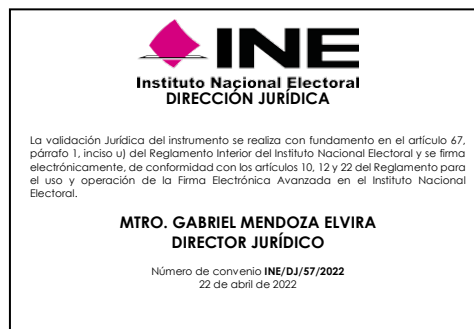 INE
Instituto Nacional Electoral
DIRECCIÓN JURÍDICA
La validación Jurídica del instrumento se realiza con fundamento en el artículo 67,
párrafo 1, inciso u) del Reglamento Interior del Instituto Nacional Electoral y se firma
electrónicamente, de conformidad con los artículos 10, 12 y 22 del Reglamento para
el uso y operación de la Firma Electrónica Avanzada en el Instituto Nacional
Electoral.
MTRO. GABRIEL MENDOZA ELVIRA
DIRECTOR JURÍDICO
Número de convenio INE/DJ/57/2022
22 de abril de 2022